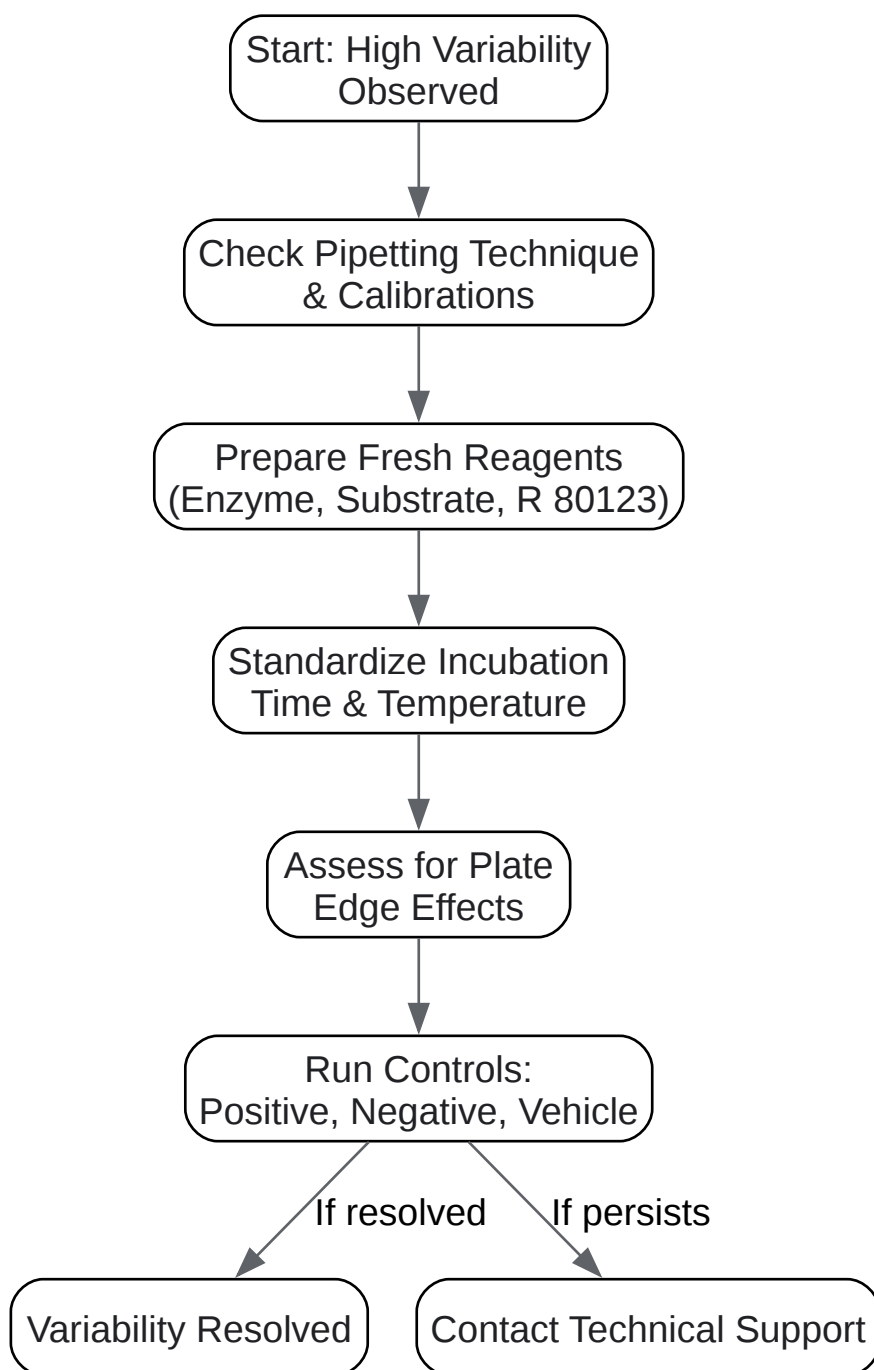 Start: High Variability
Observed
Check Pipetting Technique
& Calibrations
Prepare Fresh Reagents
(Enzyme, Substrate, R 80123)
Standardize Incubation
Time & Temperature
Assess for Plate
Edge Effects
Run Controls:
Positive, Negative, Vehicle
If resolved
If persists
Variability Resolved
Contact Technical Support